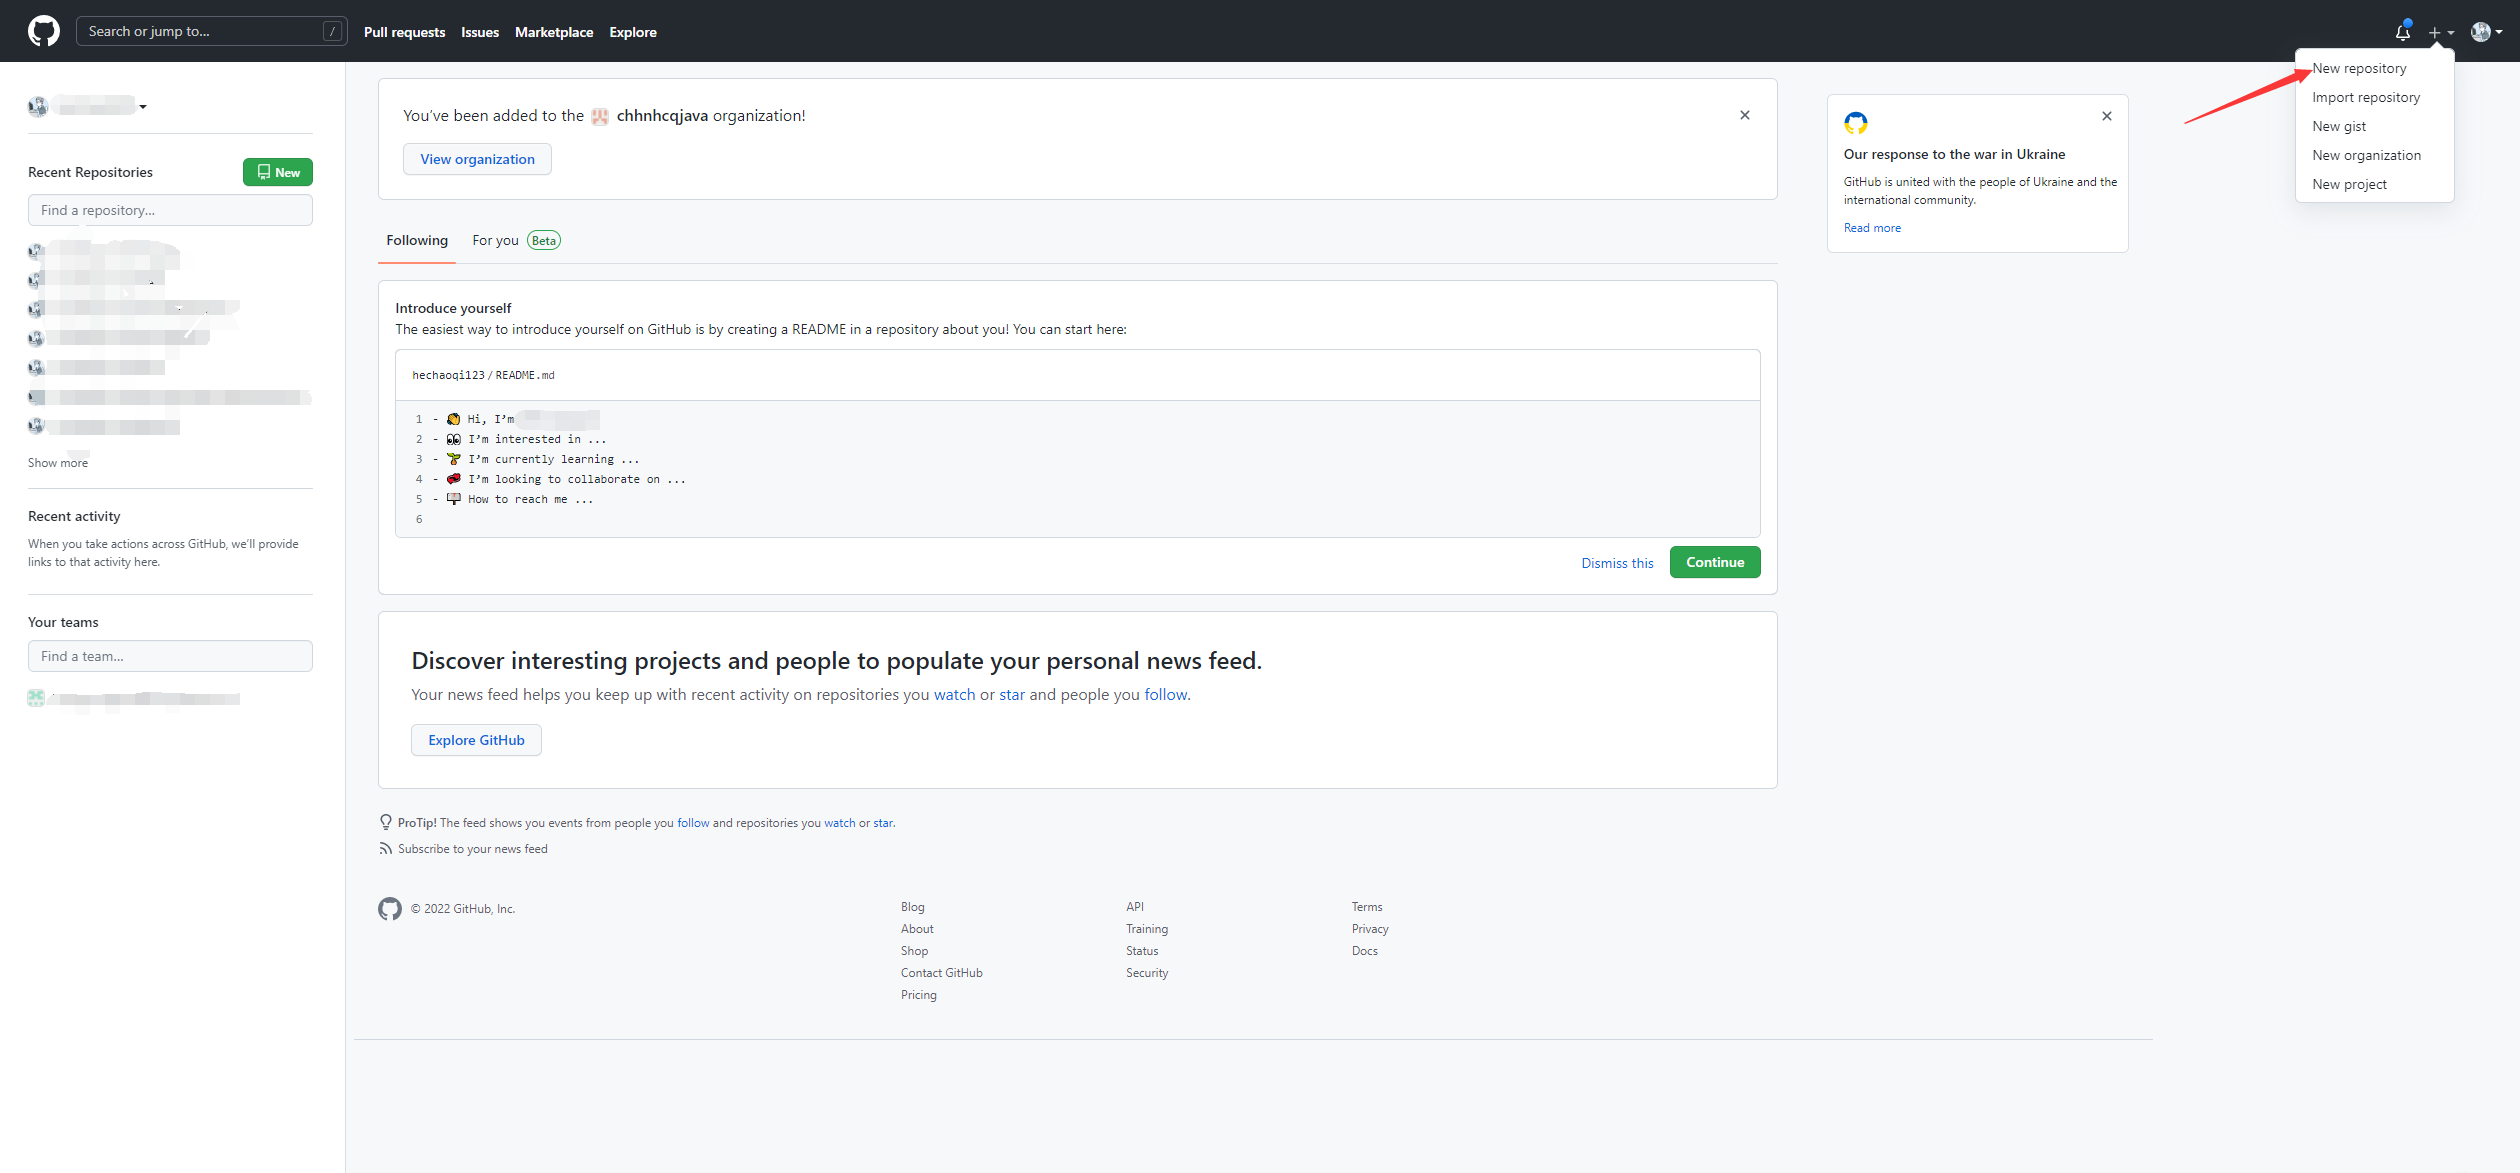 Search or jump to...
/
Pull requests
Issues
Marketplace
Explore
New repository
Import repository
New gist
New organization
New project
Recent Repositories
New
Find a repository...
Show more
Recent activity
When you take actions across GitHub, we'll provide
links to that activity here.
Your teams
Find a team...
You've been added to the chhnhcqjava organization!
View organization
Following
For you
Beta
Introduce yourself
The easiest way to introduce yourself on GitHub is by creating a README in a repository about you! You can start here:
hechaoqi123 / README.md
1 - 👋 Hi, I'm
2 - 👀 I'm interested in ...
3 - 🌱 I'm currently learning ...
4 - 💞️ I'm looking to collaborate on ...
5 - 📫 How to reach me ...
6
Dismiss this
Continue
Discover interesting projects and people to populate your personal news feed.
Your news feed helps you keep up with recent activity on repositories you watch or star and people you follow.
Explore GitHub
ProTip! The feed shows you events from people you follow and repositories you watch or star.
Subscribe to your news feed
Our response to the war in Ukraine
GitHub is united with the people of Ukraine and the
international community.
Read more
© 2022 GitHub, Inc.
Blog
About
Shop
Contact GitHub
Pricing
API
Training
Status
Security
Terms
Privacy
Docs